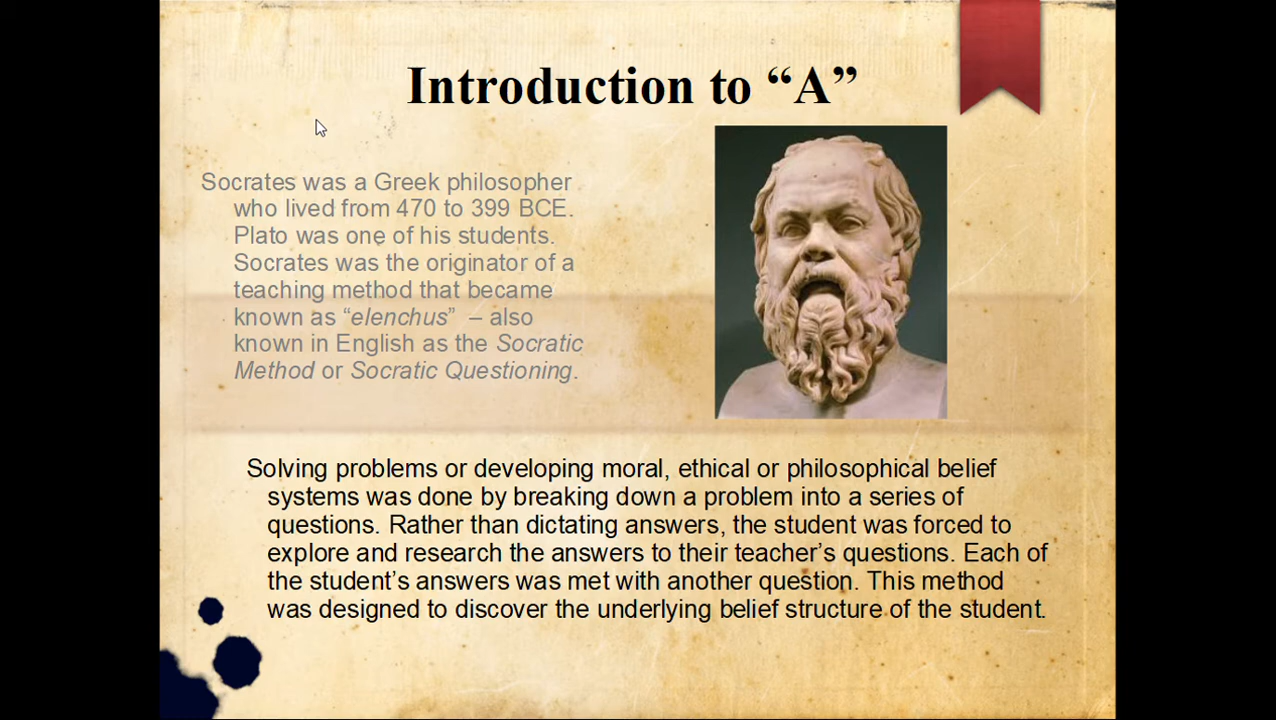 Introduction to “A”
Socrates was a Greek philosopher
who lived from 470 to 399 BCE.
Plato was one of his students.
Socrates was the originator of a
teaching method that became
known as “elenchus”  – also
known in English as the Socratic
Method or Socratic Questioning.
Solving problems or developing moral, ethical or philosophical belief
systems was done by breaking down a problem into a series of
questions. Rather than dictating answers, the student was forced to
explore and research the answers to their teacher’s questions. Each of
the student’s answers was met with another question. This method
was designed to discover the underlying belief structure of the student.